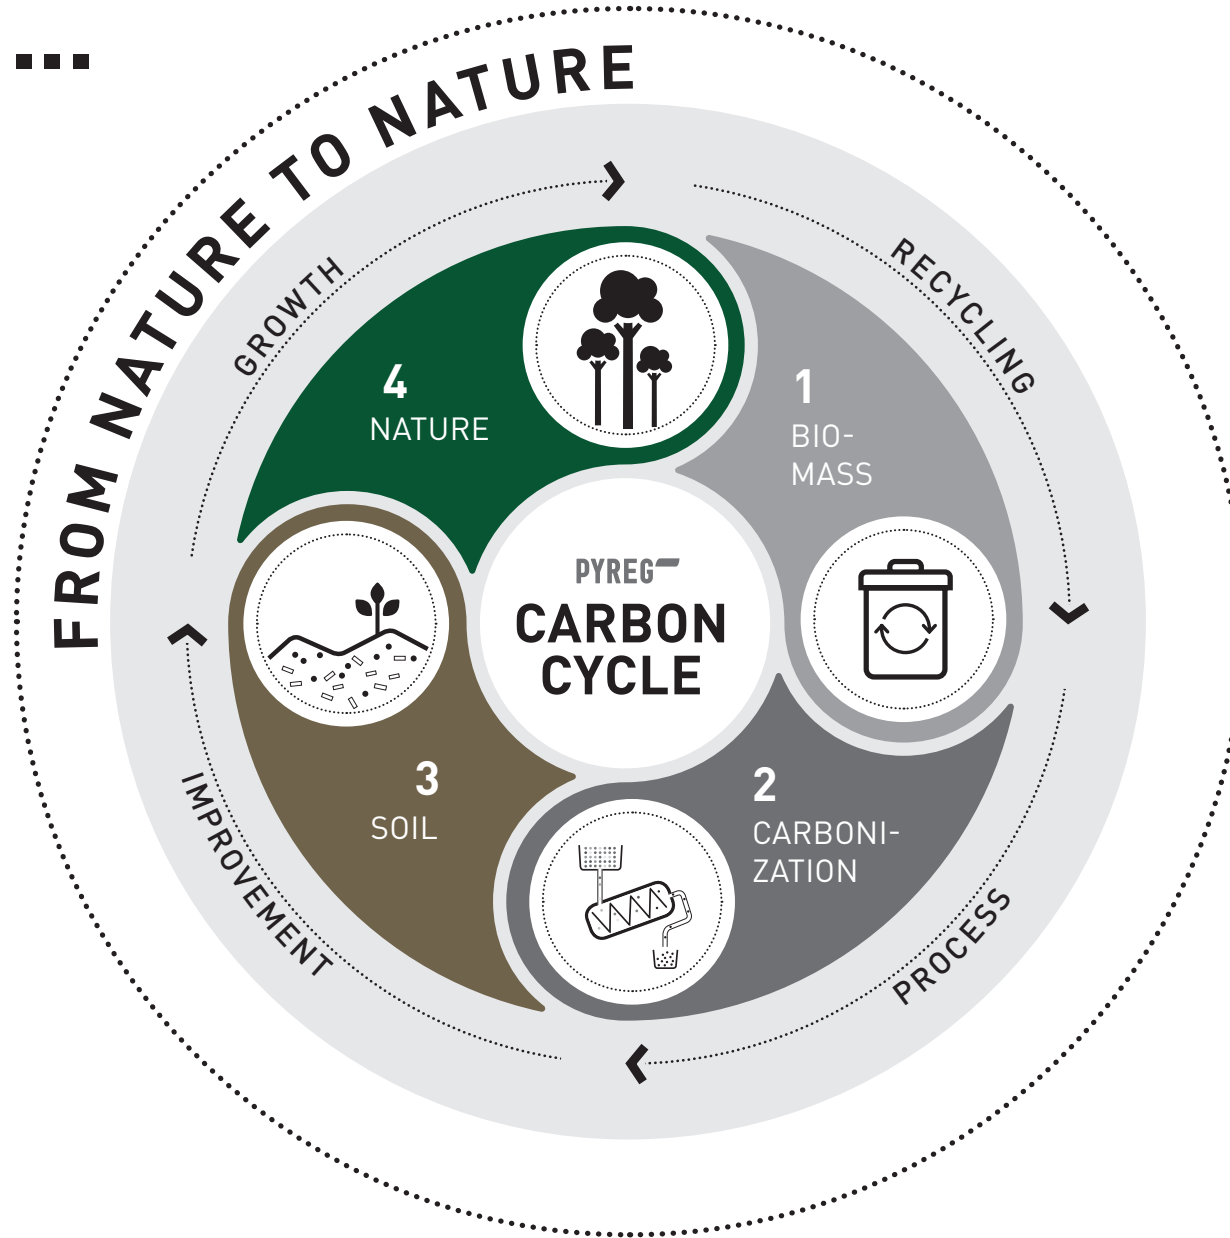 FROM NATURE TO NATURE
GROWTH
RECYCLING
4
NATURE
1
BIO-
MASS
PYREG
CARBON
CYCLE
3
SOIL
2
CARBONI-
ZATION
IMPROVEMENT
PROCESS